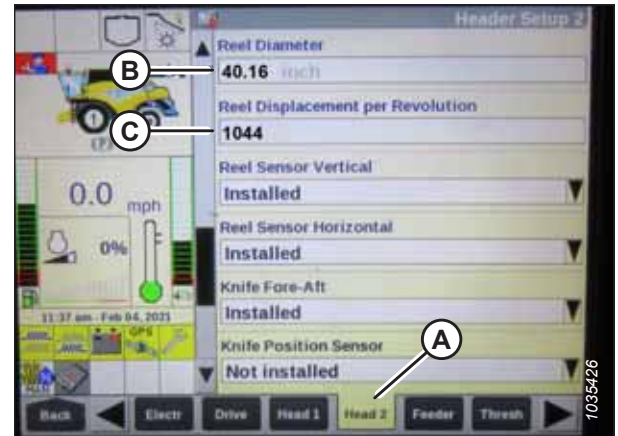 Header Setup 2
Reel Diameter
B
40.16 inch
Reel Displacement per Revolution
C
1044
(P)
Reel Sensor Vertical
Installed
0.0 mph
Reel Sensor Horizontal
0%
Installed
Knife Fore-Aft
Installed
11:37 am Feb 04, 2021
GPS
Knife Position Sensor
A
Not installed
Back
Electr
Drive
Head 1
Head 2
Feeder
Thresh
1035426